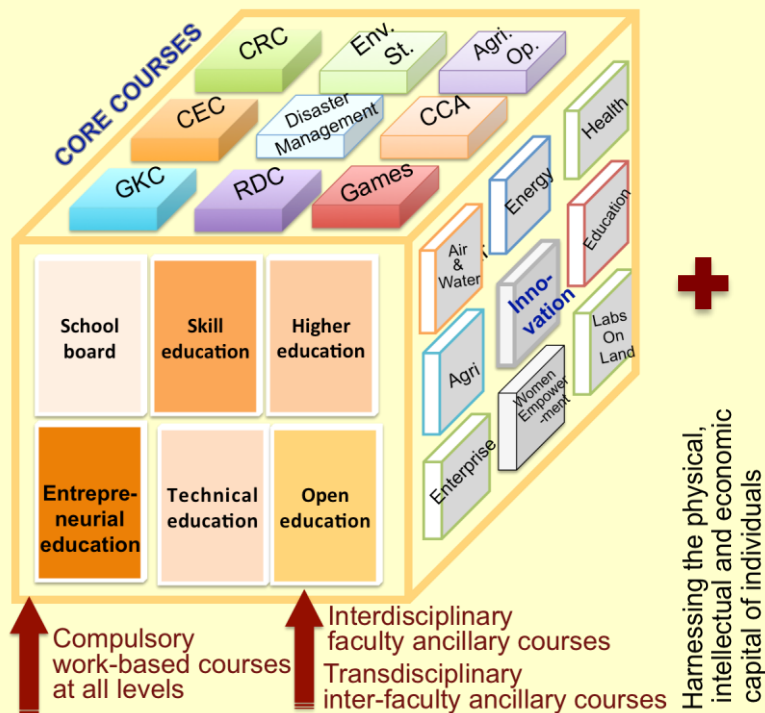 CORE COURSES
CRC
Env.
St.
Agri.
Op.
CEC
Disaster
Management
CCA
GKC
RDC
Games
Health
Energy
Education
Air
&
Water
Inno-
vation
Labs
On
Land
Agri
Women
Empower
-ment
Enterprise
School
board
Skill
education
Higher
education
Entrepre-
neurial
education
Technical
education
Open
education
Compulsory
work-based courses
at all levels
Interdisciplinary
faculty ancillary courses
Transdisciplinary
inter-faculty ancillary courses
Harnessing the physical,
intellectual and economic
capital of individuals